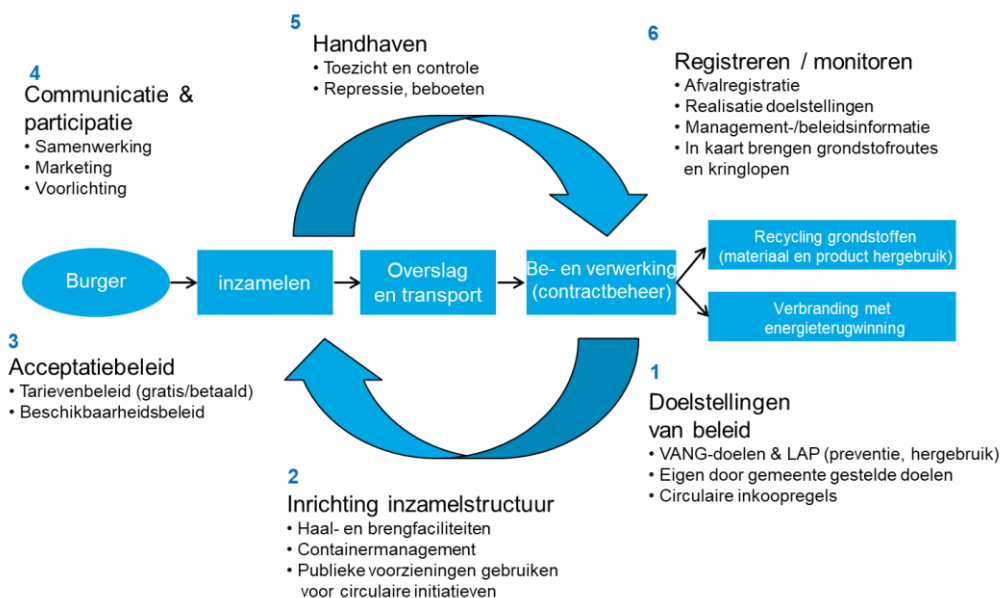 5
Handhaven
• Toezicht en controle
• Repressie, beboeten
6
Registreren / monitoren
• Afvalregistratie
• Realisatie doelstellingen
• Management-/beleidsinformatie
• In kaart brengen grondstofroutes
en kringlopen
4
Communicatie &
participatie
• Samenwerking
• Marketing
• Voorlichting
Burger
inzamelen
Overslag
en transport
Be- en verwerking
(contractbeheer)
Recycling grondstoffen
(materiaal en product hergebruik)
Verbranding met
energieterugwinning
3
Acceptatiebeleid
• Tarievenbeleid (gratis/betaald)
• Beschikbaarheidsbeleid
2
Inrichting inzamelstructuur
• Haal- en brengfaciliteiten
• Containermanagement
• Publieke voorzieningen gebruiken
voor circulaire initiatieven
1
Doelstellingen
van beleid
• VANG-doelen & LAP (preventie, hergebruik)
• Eigen door gemeente gestelde doelen
• Circulaire inkoopregels